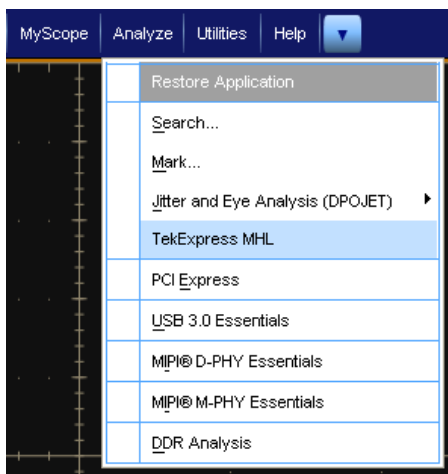 MyScope Analyze Utilities Help
Restore Application
Search...
Mark...
Jitter and Eye Analysis (DPOJET)
TekExpress MHL
PCI Express
USB 3.0 Essentials
MIPI® D-PHY Essentials
MIPI® M-PHY Essentials
DDR Analysis